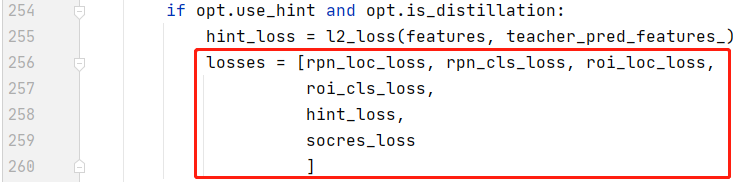 254 if opt.use_hint and opt.is_distillation:
255 hint_loss = l2_loss(features, teacher_pred_features_)
256 losses = [rpn_loc_loss, rpn_cls_loss, roi_loc_loss,
257 roi_cls_loss,
258 hint_loss,
259 socres_loss
260 ]